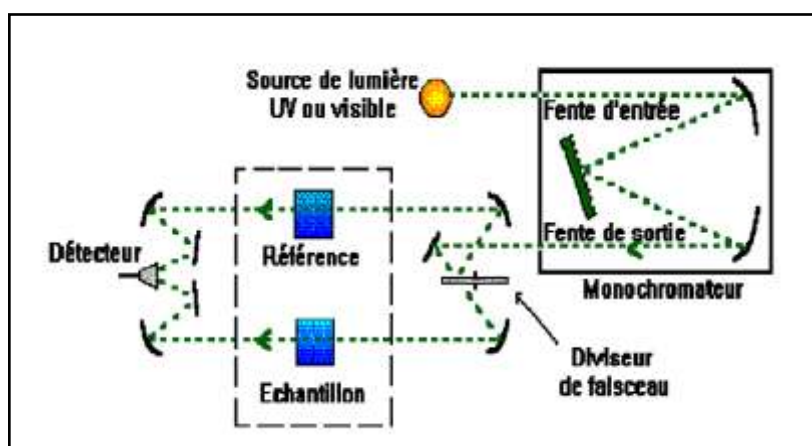 Source de lumière
UV ou visible
Fente d'entrée
Fente de sortie
Monochromateur
Détecteur
Référence
Echantillon
Diviseur
de faisceau